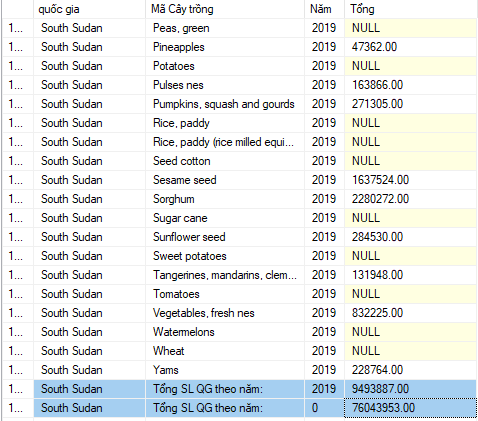 quốc gia Mã Cây trồng Năm Tổng
1... South Sudan Peas, green 2019 NULL
1... South Sudan Pineapples 2019 47362.00
1... South Sudan Potatoes 2019 NULL
1... South Sudan Pulses nes 2019 163866.00
1... South Sudan Pumpkins, squash and gourds 2019 271305.00
1... South Sudan Rice, paddy 2019 NULL
1... South Sudan Rice, paddy (rice milled equi... 2019 NULL
1... South Sudan Seed cotton 2019 NULL
1... South Sudan Sesame seed 2019 1637524.00
1... South Sudan Sorghum 2019 2280272.00
1... South Sudan Sugar cane 2019 NULL
1... South Sudan Sunflower seed 2019 284530.00
1... South Sudan Sweet potatoes 2019 NULL
1... South Sudan Tangerines, mandarins, clem... 2019 131948.00
1... South Sudan Tomatoes 2019 NULL
1... South Sudan Vegetables, fresh nes 2019 832225.00
1... South Sudan Watermelons 2019 NULL
1... South Sudan Wheat 2019 NULL
1... South Sudan Yams 2019 228764.00
1... South Sudan Tổng SL QG theo năm: 2019 9493887.00
1... South Sudan Tổng SL QG theo năm: 0 76043953.00